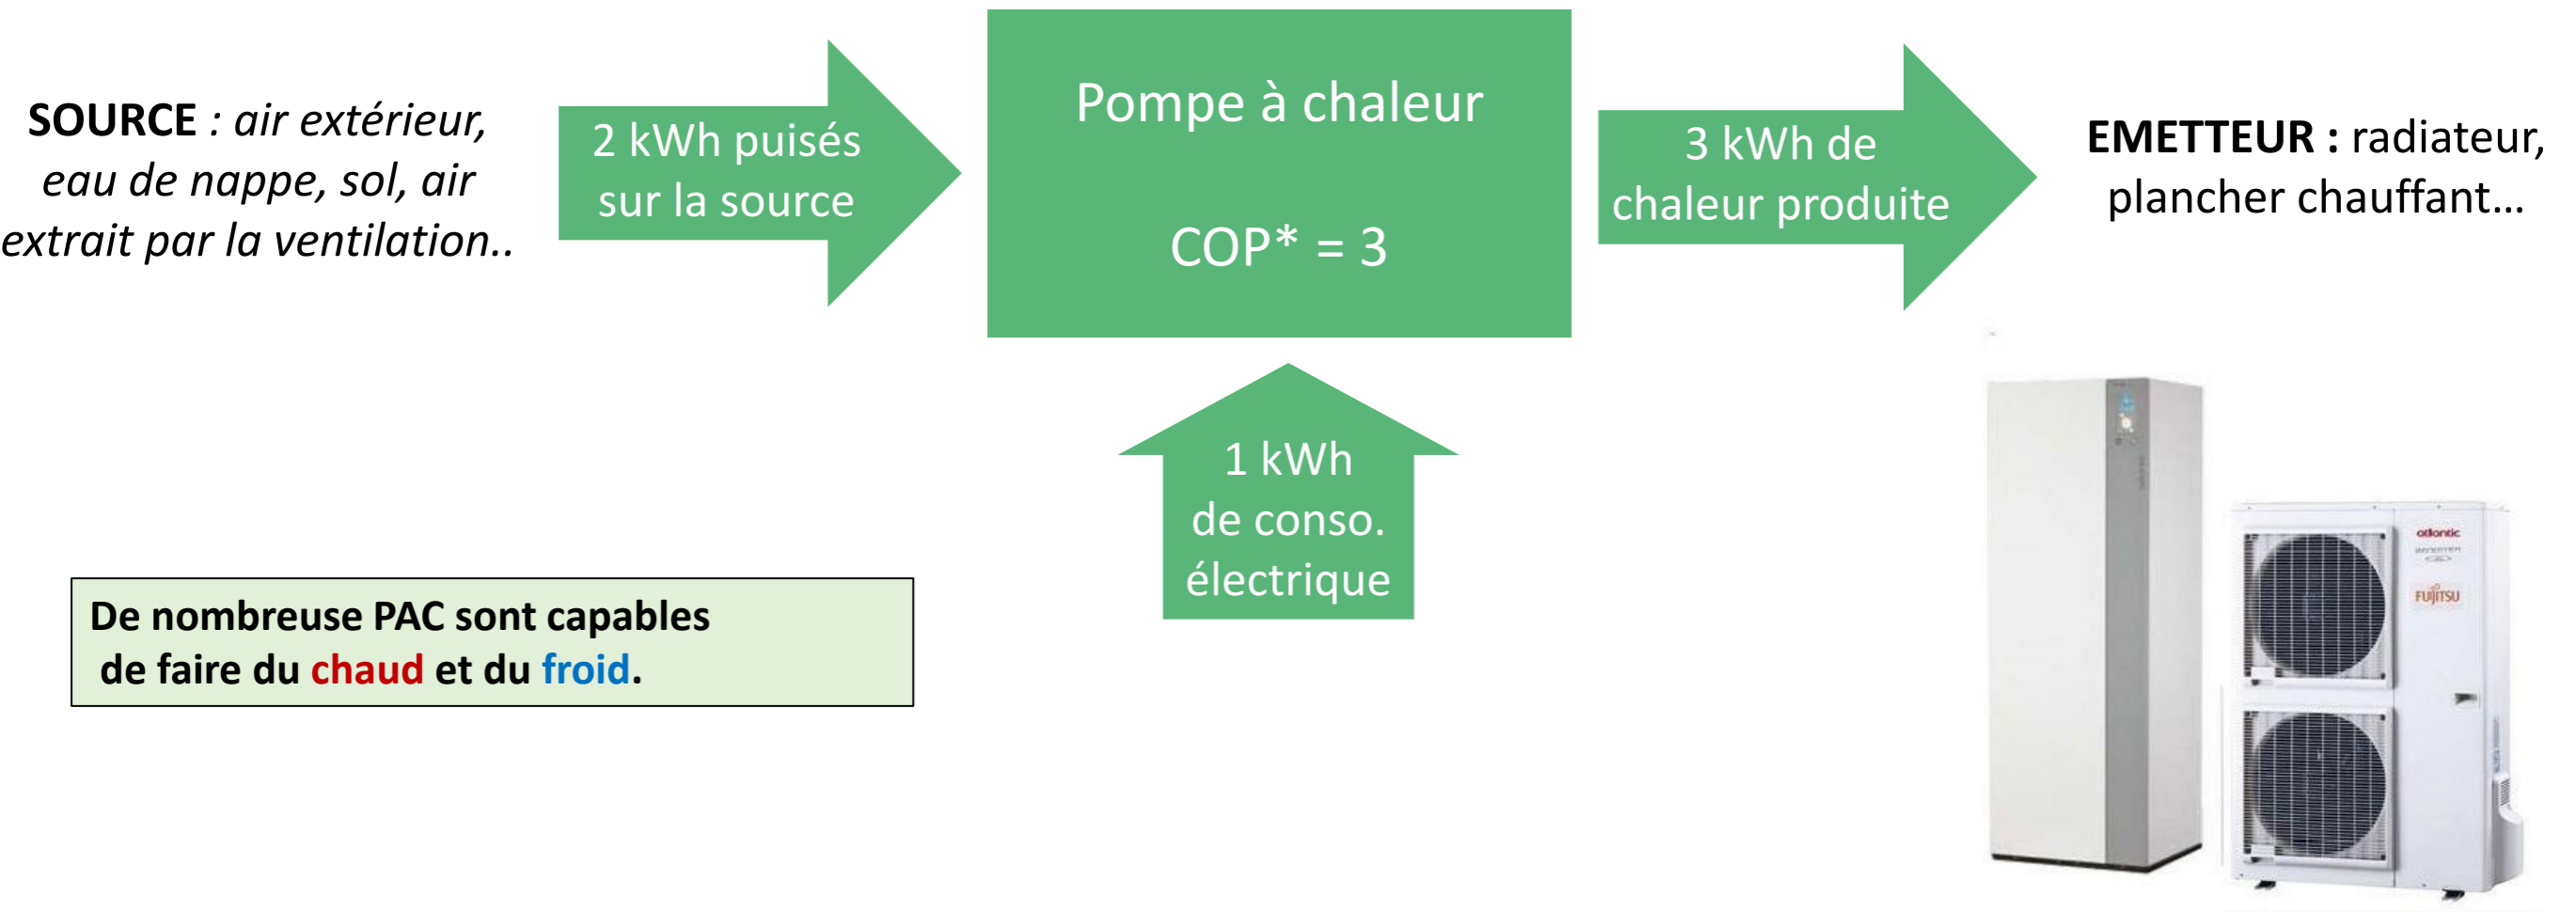 SOURCE : air extérieur,
eau de nappe, sol, air
extrait par la ventilation..
2 kWh puisés
sur la source
Pompe à chaleur
COP* = 3
3 kWh de
chaleur produite
EMETTEUR : radiateur,
plancher chauffant...
1 kWh
de conso.
électrique
De nombreuse PAC sont capables
de faire du chaud et du froid.
atlantic
INVERTER
FUJITSU